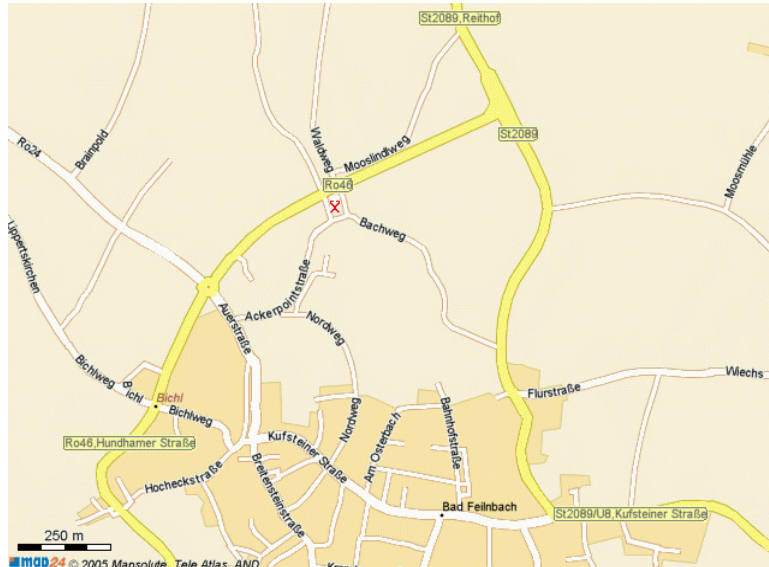 St2089,Reithof
Ro24
Brainpold
Waldweg
Mooslindlweg
St2089
Moosmühle
Ro46
Bachweg
Lippertskirchen
Ackerpointstraße
Auerstraße
Nordweg
Bichlweg
Bichl
Bichl
Bichlweg
Flurstraße
Wiechs
Nordweg
Am Osterbach
Bahnhofstraße
Ro46,Hundhamer Straße
Kufsteiner Straße
Hocheckstraße
Breitensteinstraße
Bad Feilnbach
St2089/U8,Kufsteiner Straße
250 m
map24 © 2005 Mapsolute, Tele Atlas, AND